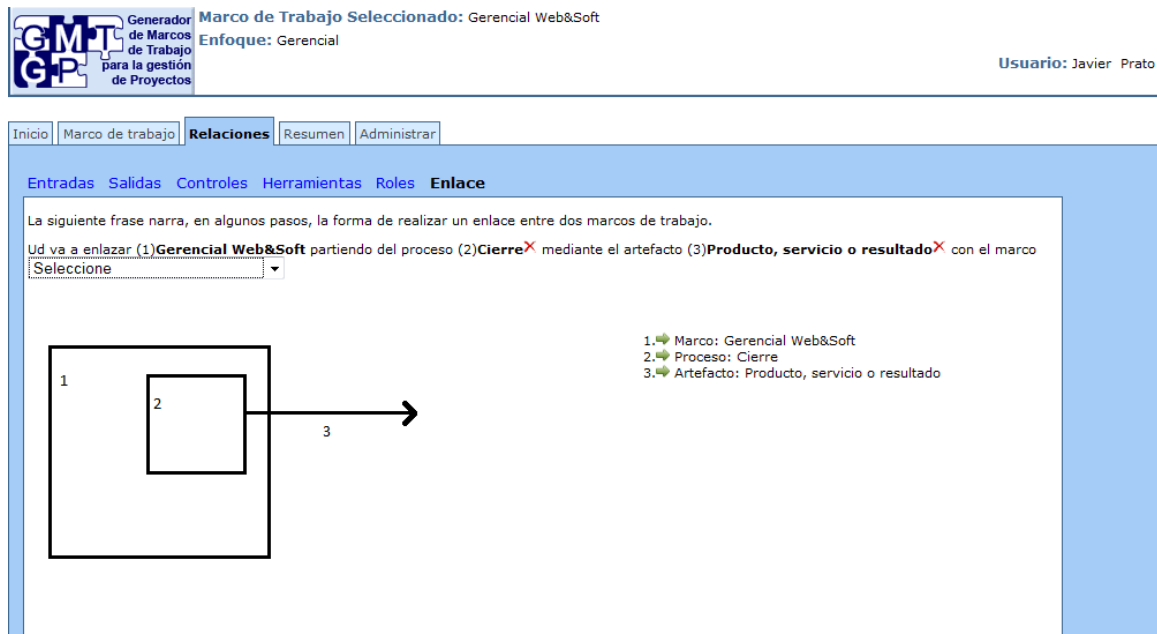 GMT
GP
Generador
de Marcos
de Trabajo
para la gestión
de Proyectos
Marco de Trabajo Seleccionado: Gerencial Web&Soft
Enfoque: Gerencial
Usuario: Javier Prato
Inicio Marco de trabajo Relaciones Resumen Administrar
Entradas Salidas Controles Herramientas Roles Enlace
La siguiente frase narra, en algunos pasos, la forma de realizar un enlace entre dos marcos de trabajo.
Ud va a enlazar (1)Gerencial Web&Soft partiendo del proceso (2)Cierre mediante el artefacto (3)Producto, servicio o resultado con el marco
Seleccione
1
2
3
1. Marco: Gerencial Web&Soft
2. Proceso: Cierre
3. Artefacto: Producto, servicio o resultado